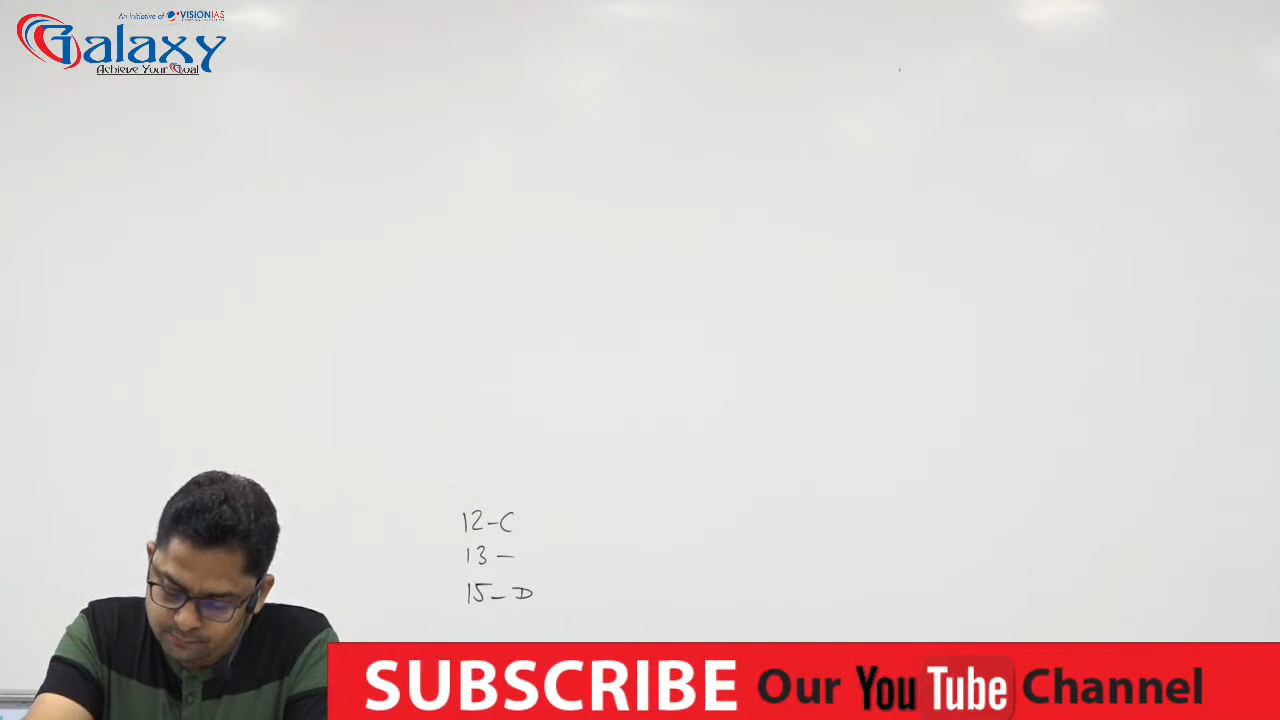 An initiative of VISIONIAS
Galaxy
Achieve Your Goal
12-C
13-
15-D
SUBSCRIBE Our YouTube Channel